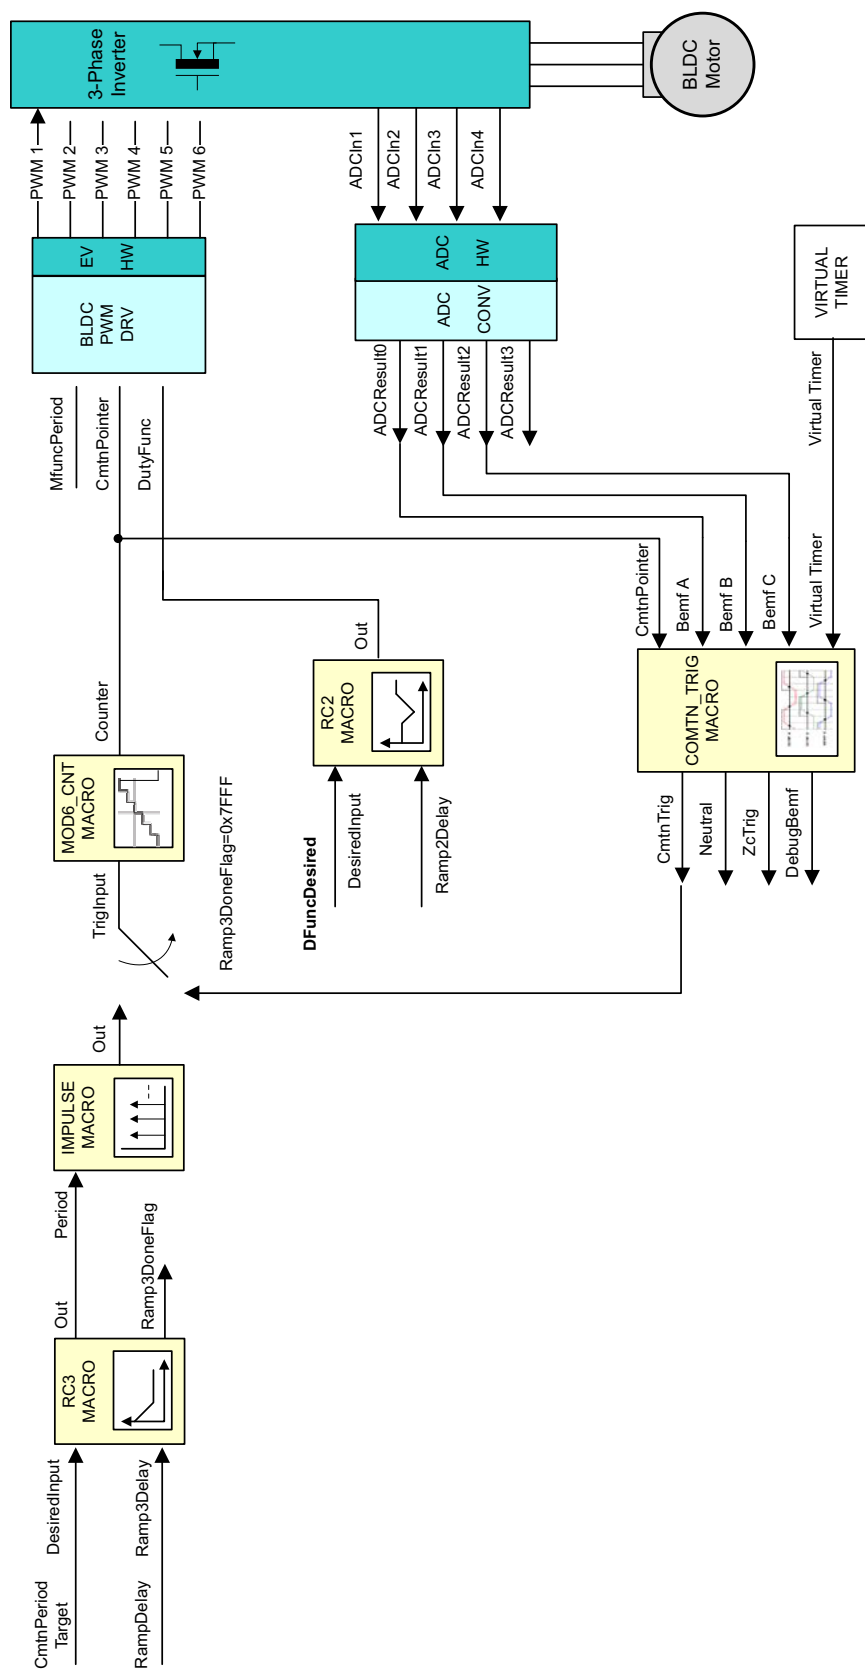 CmtnPeriod
Target
DesiredInput
RampDelay
Ramp3Delay
RC3
MACRO
Out
Period
Ramp3DoneFlag
IMPULSE
MACRO
Out
TrigInput
Ramp3DoneFlag=0x7FFF
MOD6_CNT
MACRO
Counter
MfuncPeriod
CmtnPointer
DutyFunc
BLDC
PWM
DRV
EV
HW
PWM 1
PWM 2
PWM 3
PWM 4
PWM 5
PWM 6
3-Phase
Inverter
DFuncDesired
DesiredInput
Ramp2Delay
RC2
MACRO
Out
ADCResult0
ADCResult1
ADCResult2
ADCResult3
ADC
CONV
ADC
HW
ADCIn1
ADCIn2
ADCIn3
ADCIn4
BLDC
Motor
CmtnTrig
Neutral
ZcTrig
DebugBemf
COMTN_TRIG
MACRO
CmtnPointer
Bemf A
Bemf B
Bemf C
Virtual Timer
Virtual Timer
VIRTUAL
TIMER